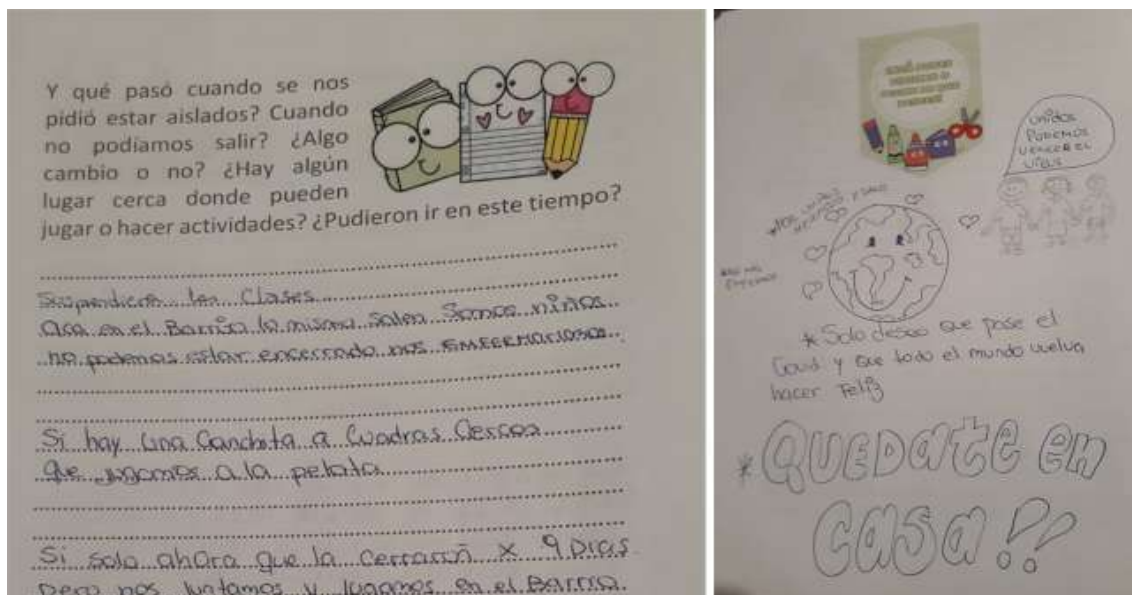 Y qué pasó cuando se nos
pidió estar aislados? Cuando
no podíamos salir? ¿Algo
cambio o no? ¿Hay algún
lugar cerca donde pueden
jugar o hacer actividades? ¿Pudieron ir en este tiempo?
Suspendieron las Clases
Aca en el Barrio lo mismo Salen Somos niños
no podemos estar encerrado nos EMFERMARIAMOS
Si hay una Canchita a Cuadras Cercas
que jugamos a la pelota
Si solo ahora que la Cerraron X 9 DIAS
Pero nos Juntamos y Jugamos en el Barrio.
Unidos
PODEMOS
VENCER EL
VIRUS
* Solo deseo que pase el
Covid y que todo el mundo vuelva
hacer Feliz
* QUEDATE EN
CASA!!